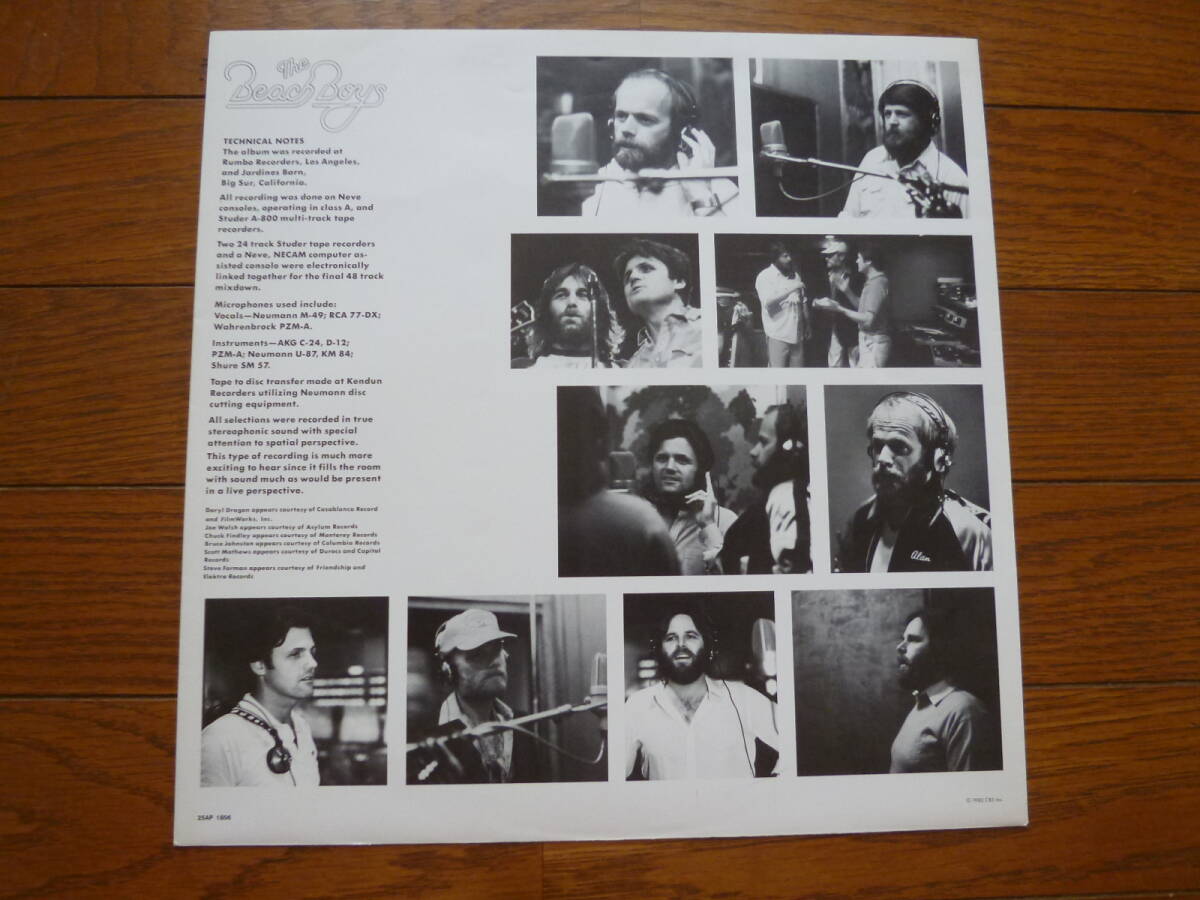 The
Beach Boys
TECHNICAL NOTES
The album was recorded at
Rumbo Recorders, Los Angeles,
and Jardines Barn,
Big Sur, California.
All recording was done on Neve
consoles, operating in class A, and
Studer A-800 multi-track tape
recorders.
Two 24 track Studer tape recorders
and a Neve, NECAM computer as-
sisted console were electronically
linked together for the final 48 track
mixdown.
Microphones used include:
Vocals—Neumann M-49; RCA 77-DX;
Wahrenbrock PZM-A.
Instruments—AKG C-24, D-12;
PZM-A; Neumann U-87, KM 84;
Shure SM 57.
Tape to disc transfer made at Kendun
Recorders utilizing Neumann disc
cutting equipment.
All selections were recorded in true
stereophonic sound with special
attention to spatial perspective.
This type of recording is much more
exciting to hear since it fills the room
with sound much as would be present
in a live perspective.
Daryl Dragon appears courtesy of Casablanca Record
and FilmWorks, Inc.
Joe Walsh appears courtesy of Asylum Records
Chuck Findley appears courtesy of Monterey Records
Bruce Johnston appears courtesy of Columbia Records
Scott Mathews appears courtesy of Durocs and Capitol
Records
Steve Forman appears courtesy of Friendship and
Elektra Records
Alan
25AP 1806
© 1980 CBS Inc.